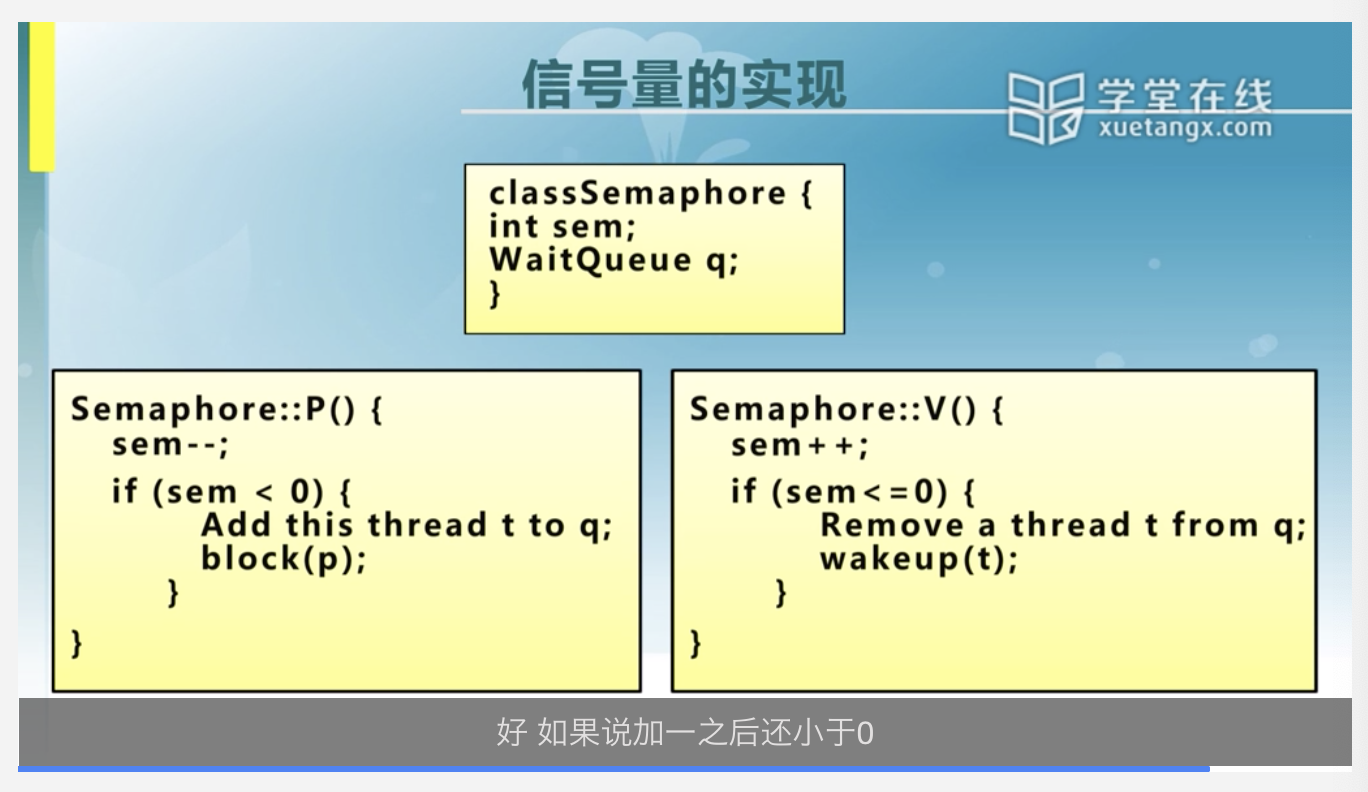 信号量的实现
学堂在线
xuetangx.com
classSemaphore {
int sem;
WaitQueue q;
}
Semaphore::P() {
sem--;
if (sem < 0) {
Add this thread t to q;
block(p);
}
}
Semaphore::V() {
sem++;
if (sem<=0) {
Remove a thread t from q;
wakeup(t);
}
}
好 如果说加一之后还小于0